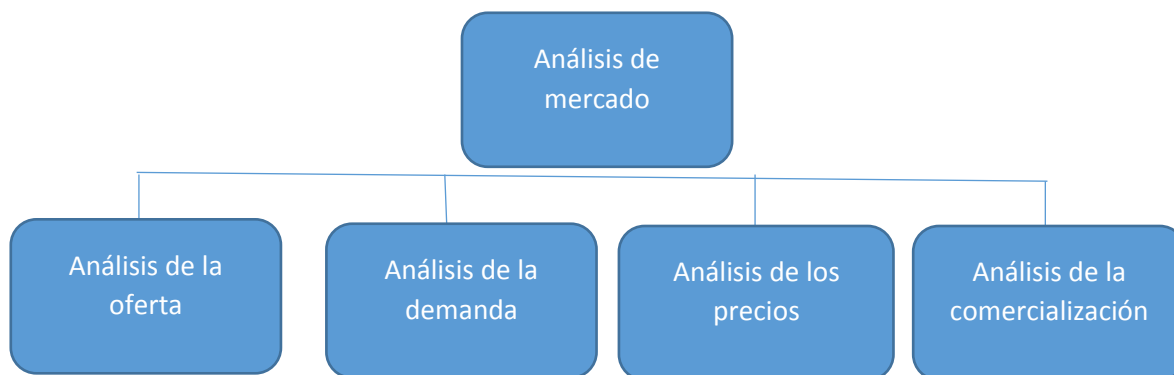 Análisis de
mercado
Análisis de la
oferta
Análisis de la
demanda
Análisis de los
precios
Análisis de la
comercialización